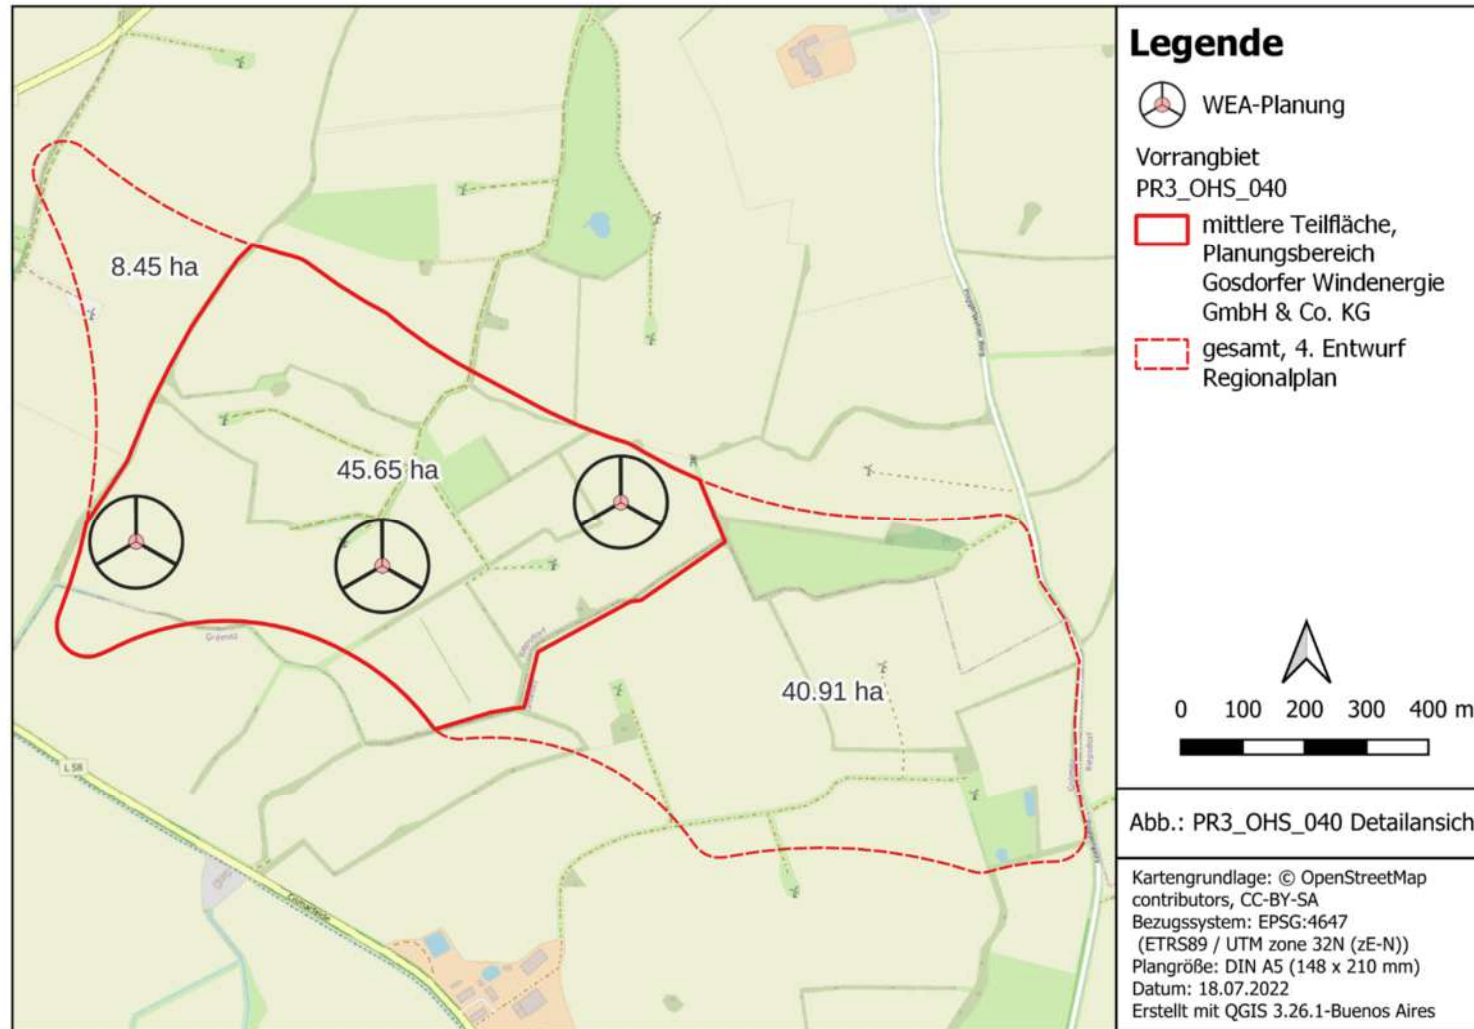 8.45 ha
45.65 ha
40.91 ha
L 58
Legende
WEA-Planung
Vorrangbiet
PR3_OHS_040
mittlere Teilfläche,
Planungsbereich
Gosdorfer Windenergie
GmbH & Co. KG
gesamt, 4. Entwurf
Regionalplan
0 100 200 300 400 m
Abb.: PR3_OHS_040 Detailansich
Kartengrundlage: © OpenStreetMap
contributors, CC-BY-SA
Bezugssystem: EPSG:4647
(ETRS89 / UTM zone 32N (zE-N))
Plangröße: DIN A5 (148 x 210 mm)
Datum: 18.07.2022
Erstellt mit QGIS 3.26.1-Buenos Aires